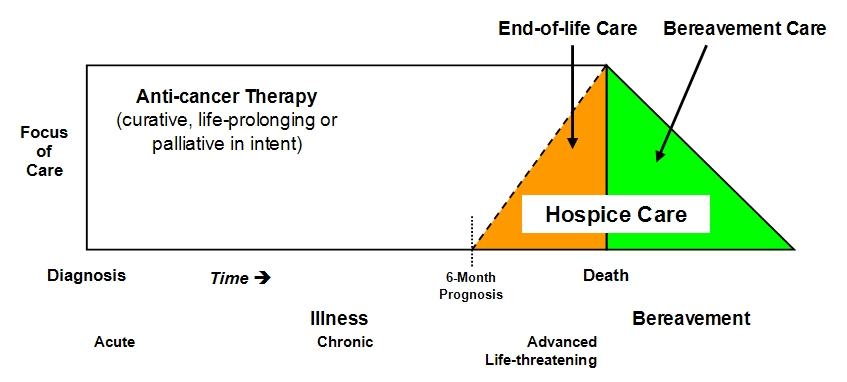 End-of-life Care
Bereavement Care
Anti-cancer Therapy
(curative, life-prolonging or
palliative in intent)
Focus
of
Care
Hospice Care
Diagnosis
Time ➔
6-Month
Prognosis
Death
Illness
Bereavement
Acute
Chronic
Advanced
Life-threatening